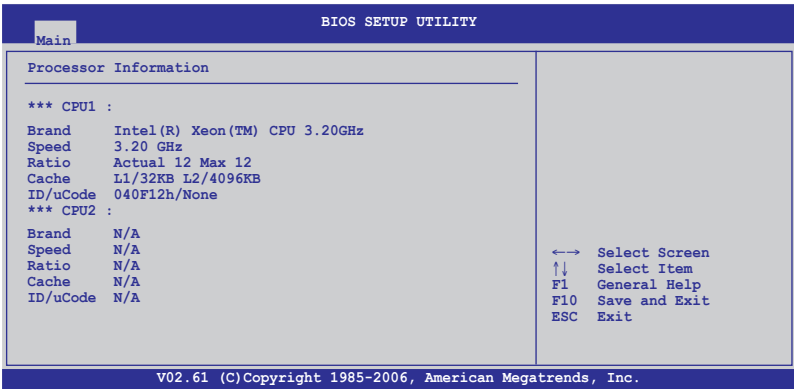 BIOS SETUP UTILITY
Main
Processor Information
*** CPU1 :
Brand Intel(R) Xeon(TM) CPU 3.20GHz
Speed 3.20 GHz
Ratio Actual 12 Max 12
Cache L1/32KB L2/4096KB
ID/uCode 040F12h/None
*** CPU2 :
Brand N/A
Speed N/A
Ratio N/A
Cache N/A
ID/uCode N/A
←→ Select Screen
↑↓ Select Item
F1 General Help
F10 Save and Exit
ESC Exit
V02.61 (C)Copyright 1985-2006, American Megatrends, Inc.